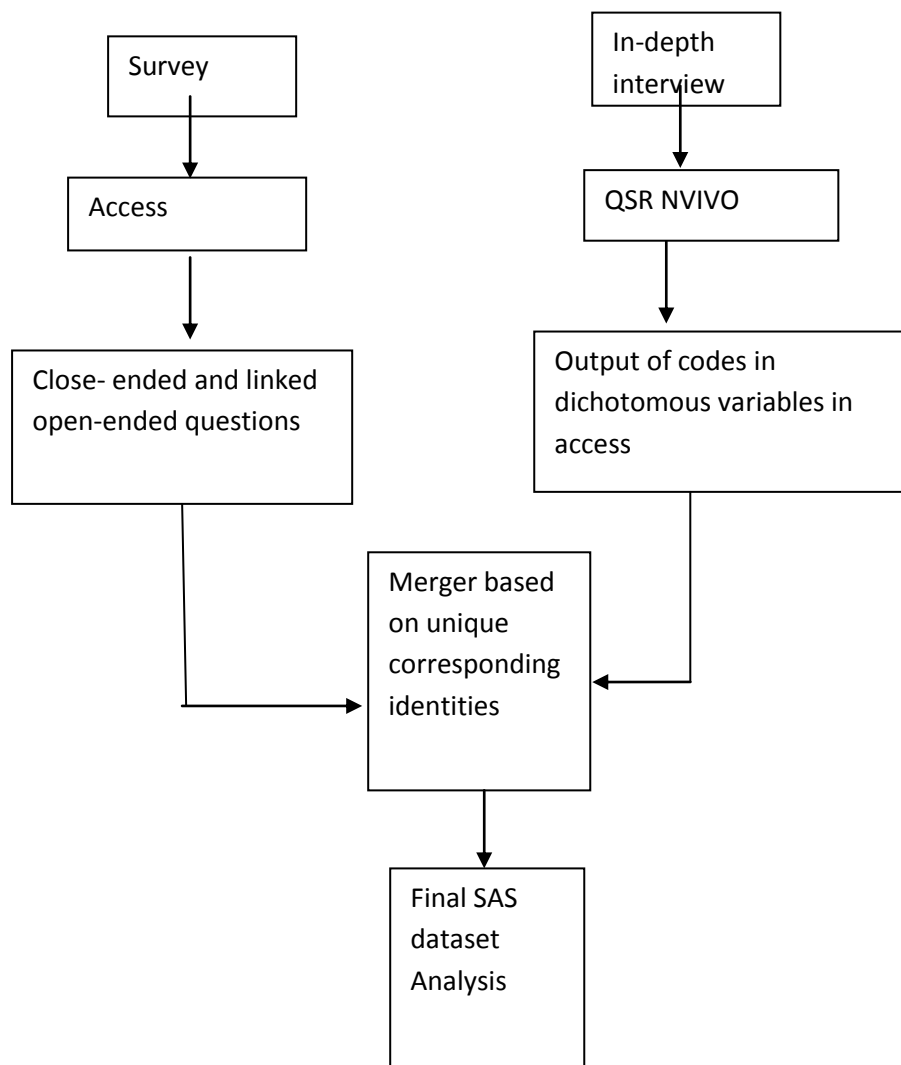 Survey
In-depth
interview
Access
QSR NVIVO
Close- ended and linked
open-ended questions
Output of codes in
dichotomous variables in
access
Merger based
on unique
corresponding
identities
Final SAS
dataset
Analysis